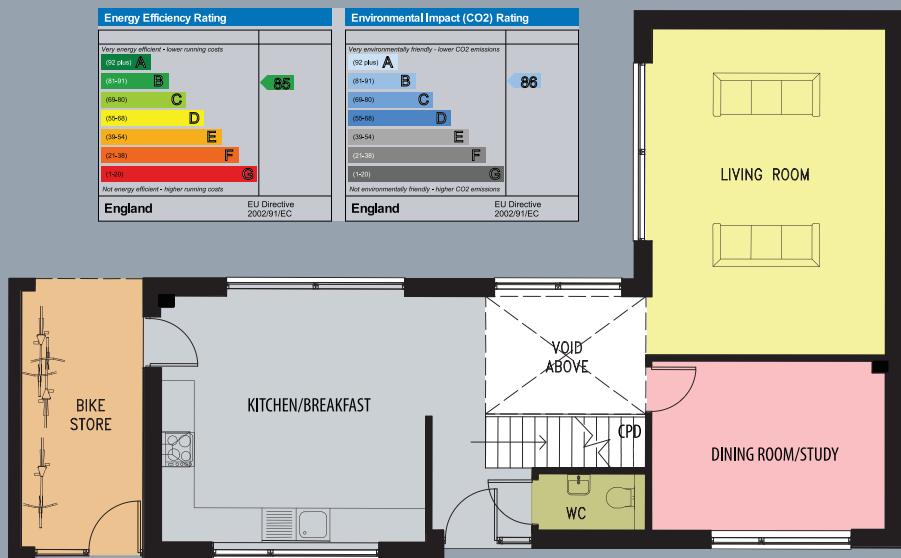 Energy Efficiency Rating
Very energy efficient - lower running costs
(92 plus) A
(81-91) B
(69-80) C
(55-68) D
(39-54) E
(21-38) F
(1-20) G
85
Not energy efficient - higher running costs
England
EU Directive
2002/91/EC
Environmental Impact (CO2) Rating
Very environmentally friendly - lower CO2 emissions
(92 plus) A
(81-91) B
(69-80) C
(55-68) D
(39-54) E
(21-38) F
(1-20) G
86
Not environmentally friendly - higher CO2 emissions
England
EU Directive
2002/91/EC
LIVING ROOM
VOID
ABOVE
KITCHEN/BREAKFAST
BIKE
STORE
CPD
DINING ROOM/STUDY
WC